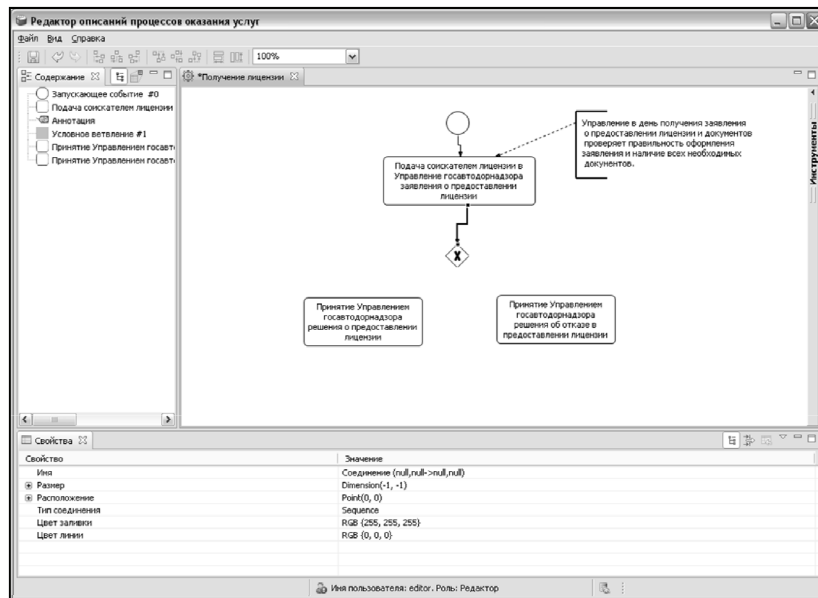 Редактор описаний процессов оказания услуг
Файл Вид Справка
100%
Содержание
*Получение лицензии
Запускающее событие #0
Подача соискателем лицензии
Аннотация
Условное ветвление #1
Принятие Управлением госавто
Принятие Управлением госавто
Управление в день получения заявления
о предоставлении лицензии и документов
проверяет правильность оформления
заявления и наличие всех необходимых
документов.
Подача соискателем лицензии в
Управление госавтодорнадзора
заявления о предоставлении
лицензии
X
Принятие Управлением
госавтодорнадзора
решения о предоставлении
лицензии
Принятие Управлением
госавтодорнадзора
решения об отказе в
предоставлении лицензии
Инструменты
Свойства
Свойство Значение
Имя Соединение (null,null->null,null)
Размер Dimension(-1, -1)
Расположение Point(0, 0)
Тип соединения Sequence
Цвет заливки RGB {255, 255, 255}
Цвет линии RGB {0, 0, 0}
Имя пользователя: editor. Роль: Редактор